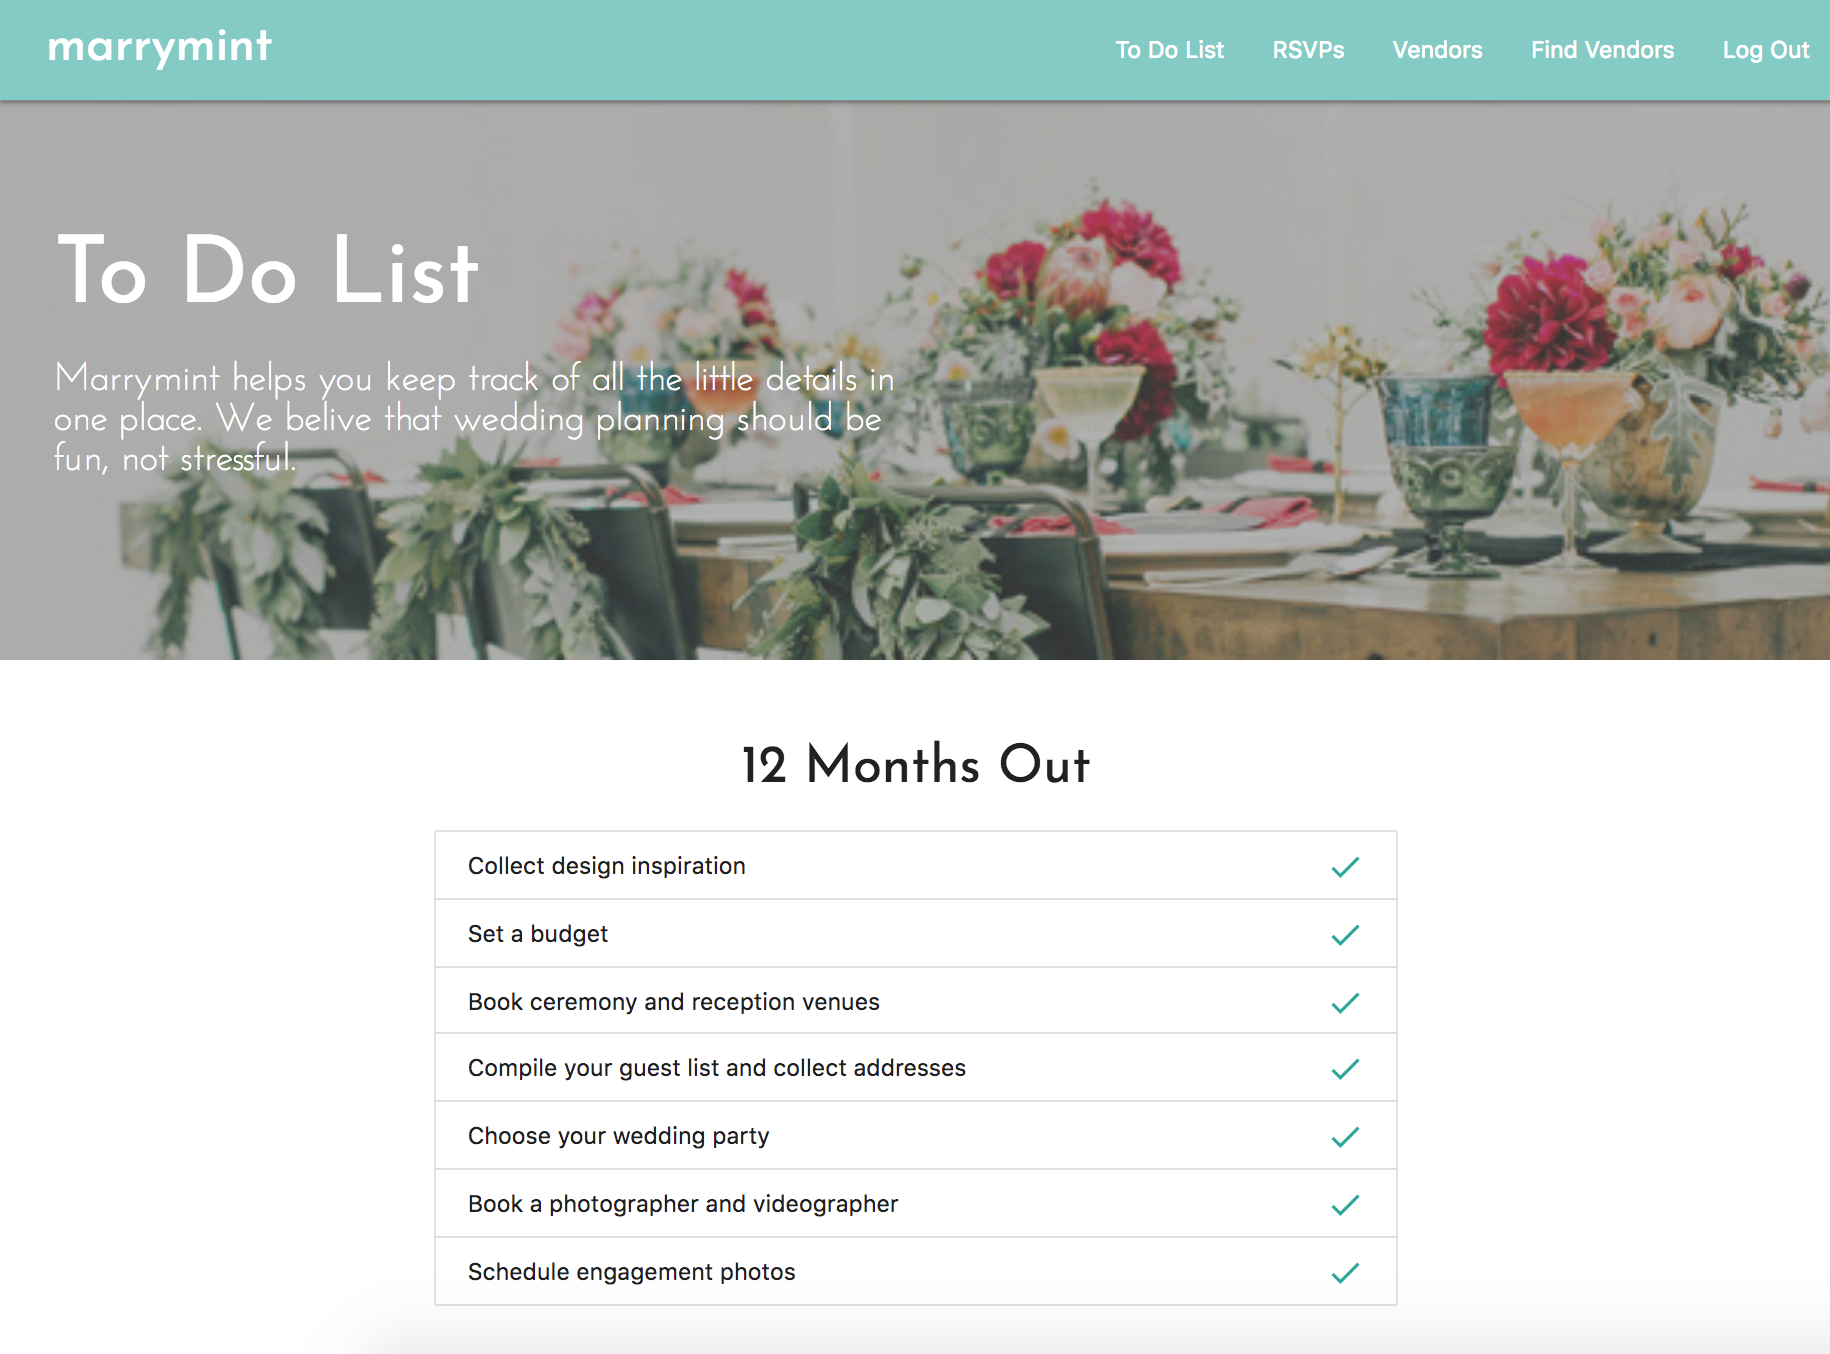 marrymint
To Do List RSVPs Vendors Find Vendors Log Out
To Do List
Marrymint helps you keep track of all the little details in
one place. We belive that wedding planning should be
fun, not stressful.
12 Months Out
Collect design inspiration
Set a budget
Book ceremony and reception venues
Compile your guest list and collect addresses
Choose your wedding party
Book a photographer and videographer
Schedule engagement photos